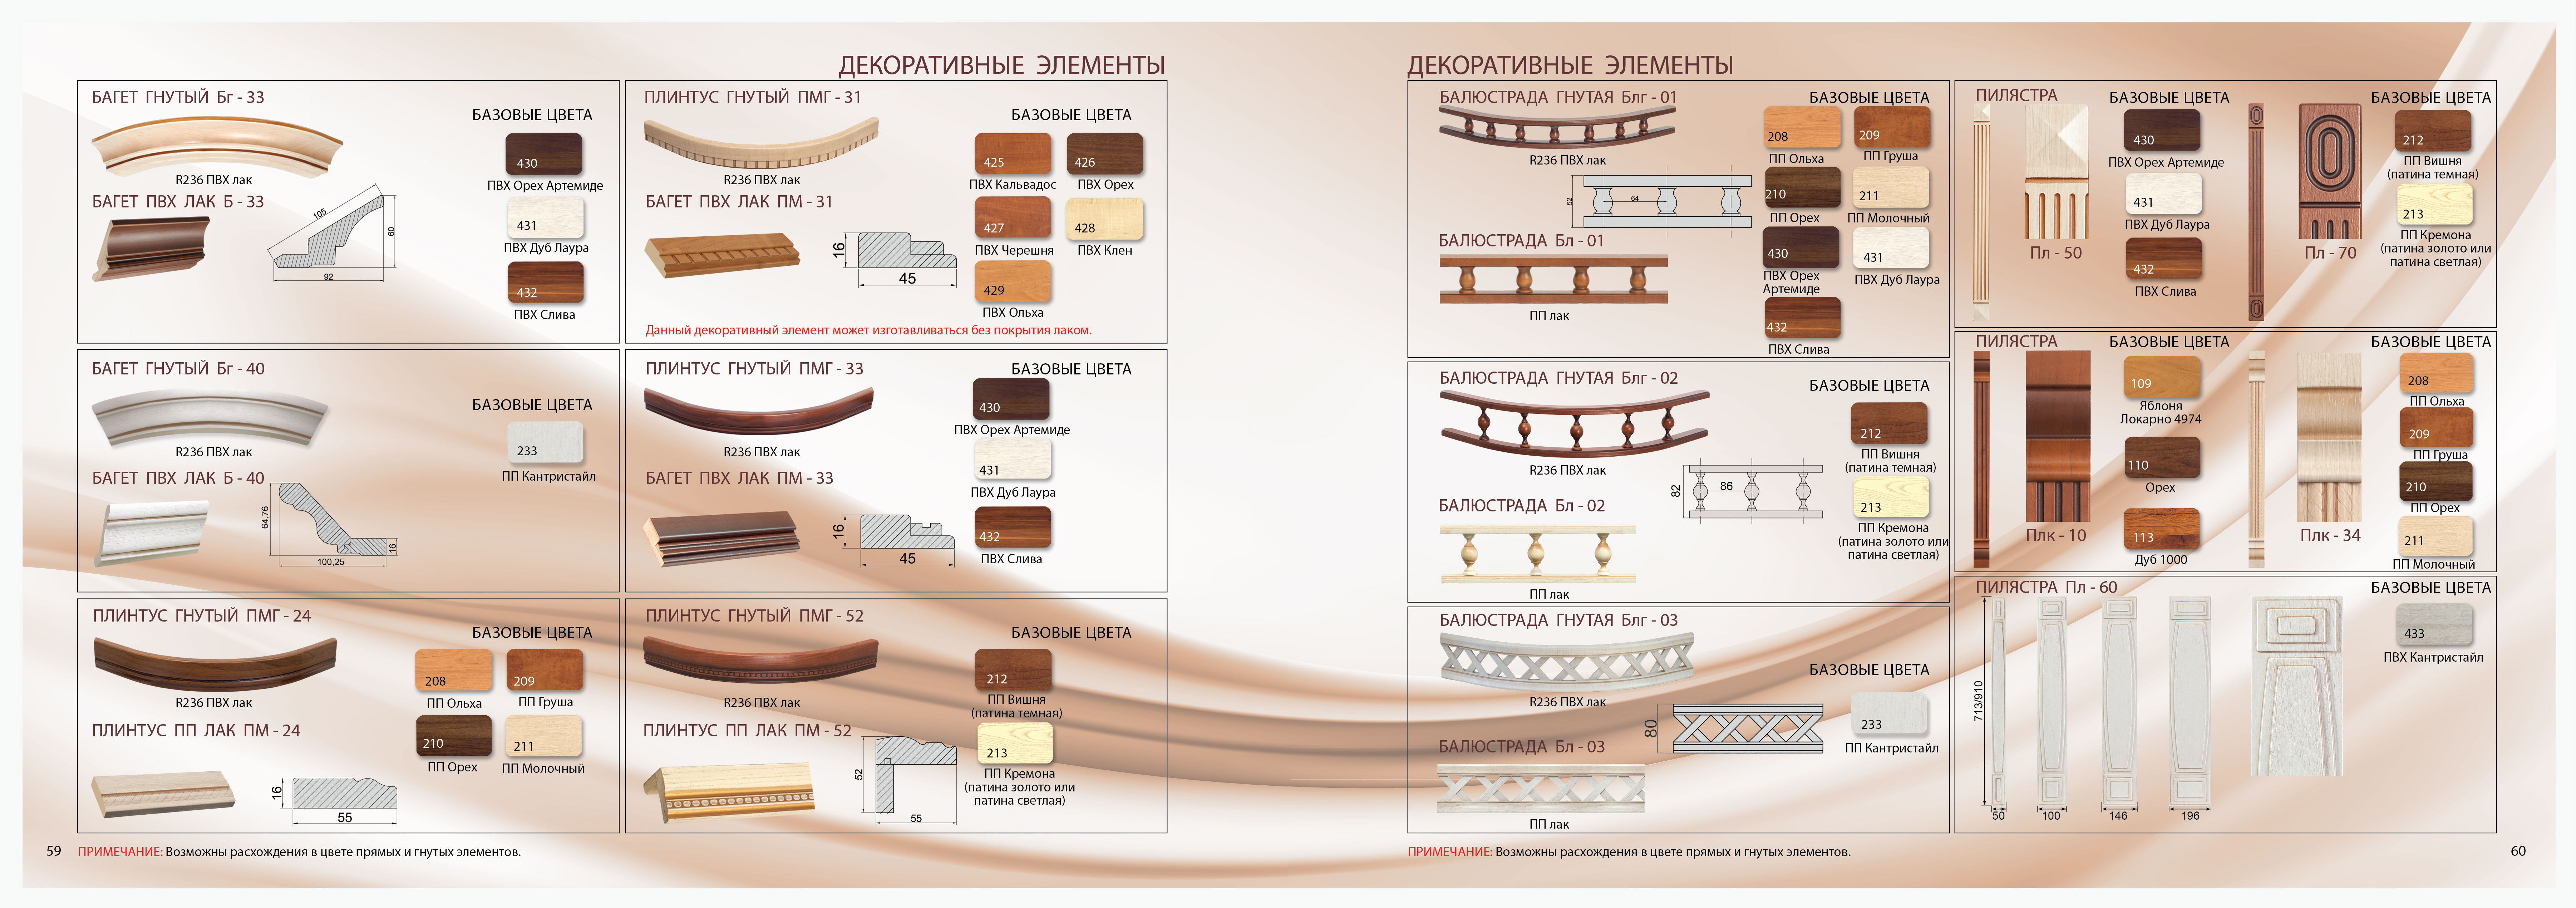 ДЕКОРАТИВНЫЕ ЭЛЕМЕНТЫ
БАГЕТ ГНУТЫЙ Бг - 33
БАЗОВЫЕ ЦВЕТА
R236 ПВХ лак
БАГЕТ ПВХ ЛАК Б - 33
105
60
92
430
ПВХ Орех Артемиде
431
ПВХ Дуб Лаура
432
ПВХ Слива
ПЛИНТУС ГНУТЫЙ ПМГ - 31
БАЗОВЫЕ ЦВЕТА
R236 ПВХ лак
БАГЕТ ПВХ ЛАК ПМ - 31
16
45
425
ПВХ Кальвадос
426
ПВХ Орех
427
ПВХ Черешня
428
ПВХ Клен
429
ПВХ Ольха
Данный декоративный элемент может изготавливаться без покрытия лаком.
БАГЕТ ГНУТЫЙ Бг - 40
БАЗОВЫЕ ЦВЕТА
R236 ПВХ лак
БАГЕТ ПВХ ЛАК Б - 40
64,76
100,25
16
233
ПП Кантристайл
ПЛИНТУС ГНУТЫЙ ПМГ - 33
БАЗОВЫЕ ЦВЕТА
R236 ПВХ лак
БАГЕТ ПВХ ЛАК ПМ - 33
16
45
430
ПВХ Орех Артемиде
431
ПВХ Дуб Лаура
432
ПВХ Слива
ПЛИНТУС ГНУТЫЙ ПМГ - 24
БАЗОВЫЕ ЦВЕТА
R236 ПВХ лак
ПЛИНТУС ПП ЛАК ПМ - 24
16
55
208
ПП Ольха
209
ПП Груша
210
ПП Орех
211
ПП Молочный
ПЛИНТУС ГНУТЫЙ ПМГ - 52
БАЗОВЫЕ ЦВЕТА
R236 ПВХ лак
ПЛИНТУС ПП ЛАК ПМ - 52
52
55
212
ПП Вишня
(патина темная)
213
ПП Кремона
(патина золото или
патина светлая)
59
ПРИМЕЧАНИЕ: Возможны расхождения в цвете прямых и гнутых элементов.
ДЕКОРАТИВНЫЕ ЭЛЕМЕНТЫ
БАЛЮСТРАДА ГНУТАЯ Блг - 01
БАЗОВЫЕ ЦВЕТА
R236 ПВХ лак
52
64
БАЛЮСТРАДА Бл - 01
ПП лак
208
ПП Ольха
209
ПП Груша
210
ПП Орех
211
ПП Молочный
430
ПВХ Орех
Артемиде
431
ПВХ Дуб Лаура
432
ПВХ Слива
ПИЛЯСТРА
БАЗОВЫЕ ЦВЕТА
Пл - 50
430
ПВХ Орех Артемиде
431
ПВХ Дуб Лаура
432
ПВХ Слива
БАЗОВЫЕ ЦВЕТА
Пл - 70
212
ПП Вишня
(патина темная)
213
ПП Кремона
(патина золото или
патина светлая)
БАЛЮСТРАДА ГНУТАЯ Блг - 02
БАЗОВЫЕ ЦВЕТА
R236 ПВХ лак
82
86
БАЛЮСТРАДА Бл - 02
ПП лак
212
ПП Вишня
(патина темная)
213
ПП Кремона
(патина золото или
патина светлая)
ПИЛЯСТРА
БАЗОВЫЕ ЦВЕТА
Плк - 10
109
Яблоня
Локарно 4974
110
Орех
113
Дуб 1000
БАЗОВЫЕ ЦВЕТА
Плк - 34
208
ПП Ольха
209
ПП Груша
210
ПП Орех
211
ПП Молочный
БАЛЮСТРАДА ГНУТАЯ Блг - 03
БАЗОВЫЕ ЦВЕТА
R236 ПВХ лак
80
БАЛЮСТРАДА Бл - 03
ПП лак
233
ПП Кантристайл
ПИЛЯСТРА Пл - 60
БАЗОВЫЕ ЦВЕТА
713/910
50
100
146
196
433
ПВХ Кантристайл
ПРИМЕЧАНИЕ: Возможны расхождения в цвете прямых и гнутых элементов.
60